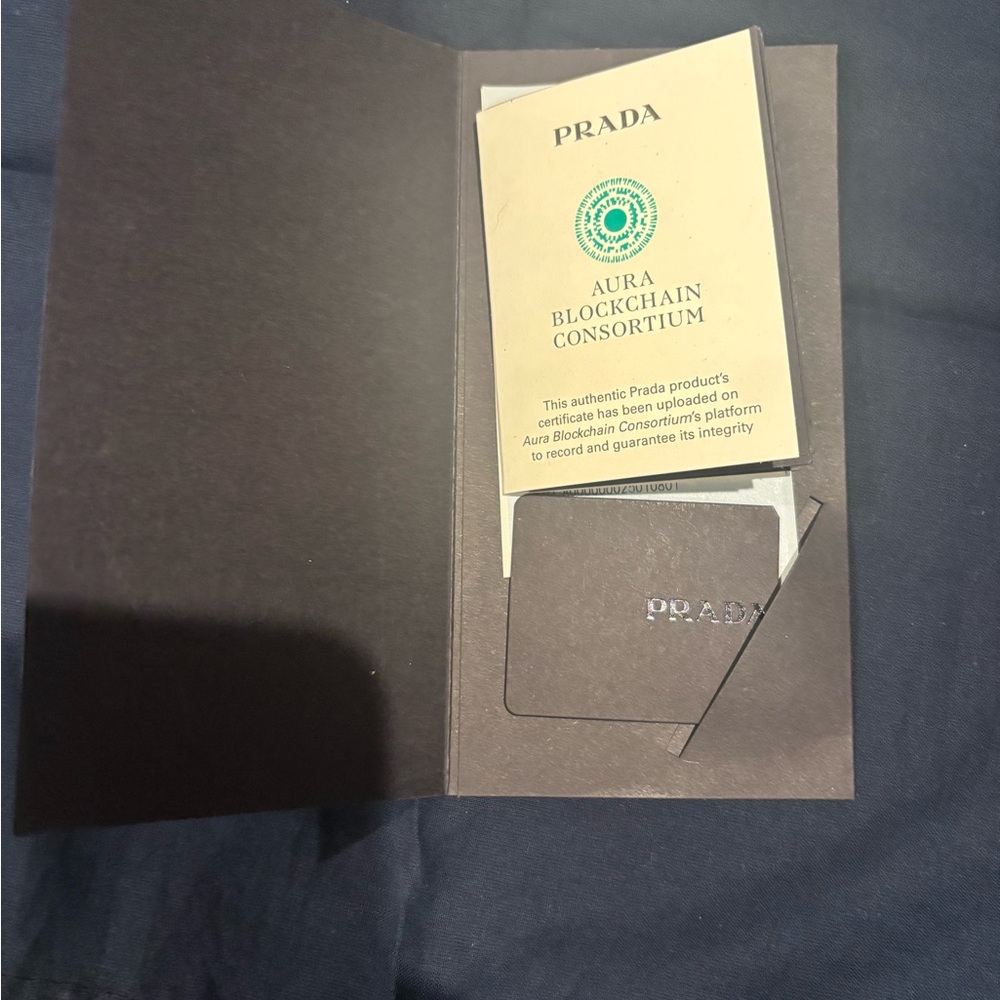 PRADA
AURA
BLOCKCHAIN
CONSORTIUM
This authentic Prada product's
certificate has been uploaded on
Aura Blockchain Consortium's platform
to record and guarantee its integrity
PRADA